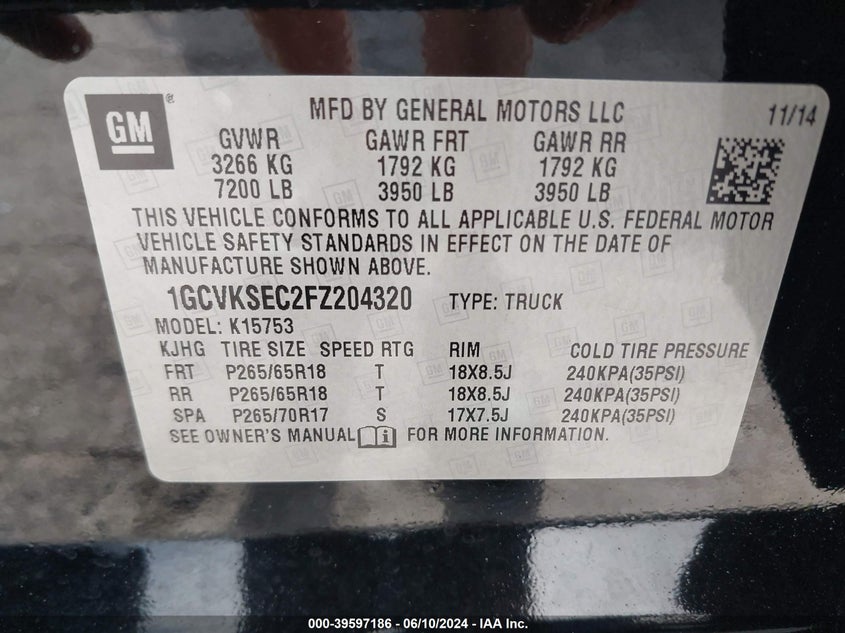 GM® MFD BY GENERAL MOTORS LLC 11/14
GVWR GAWR FRT GAWR RR
3266 KG 1792 KG 1792 KG
7200 LB 3950 LB 3950 LB
THIS VEHICLE CONFORMS TO ALL APPLICABLE U.S. FEDERAL MOTOR
VEHICLE SAFETY STANDARDS IN EFFECT ON THE DATE OF
MANUFACTURE SHOWN ABOVE.
1GCVKSEC2FZ204320 TYPE: TRUCK
MODEL: K15753
KJHG TIRE SIZE SPEED RTG RIM COLD TIRE PRESSURE
FRT P265/65R18 T 18X8.5J 240KPA(35PSI)
RR P265/65R18 T 18X8.5J 240KPA(35PSI)
SPA P265/70R17 S 17X7.5J 240KPA(35PSI)
SEE OWNER'S MANUAL FOR MORE INFORMATION.
000-39597186 - 06/10/2024 - IAA Inc.